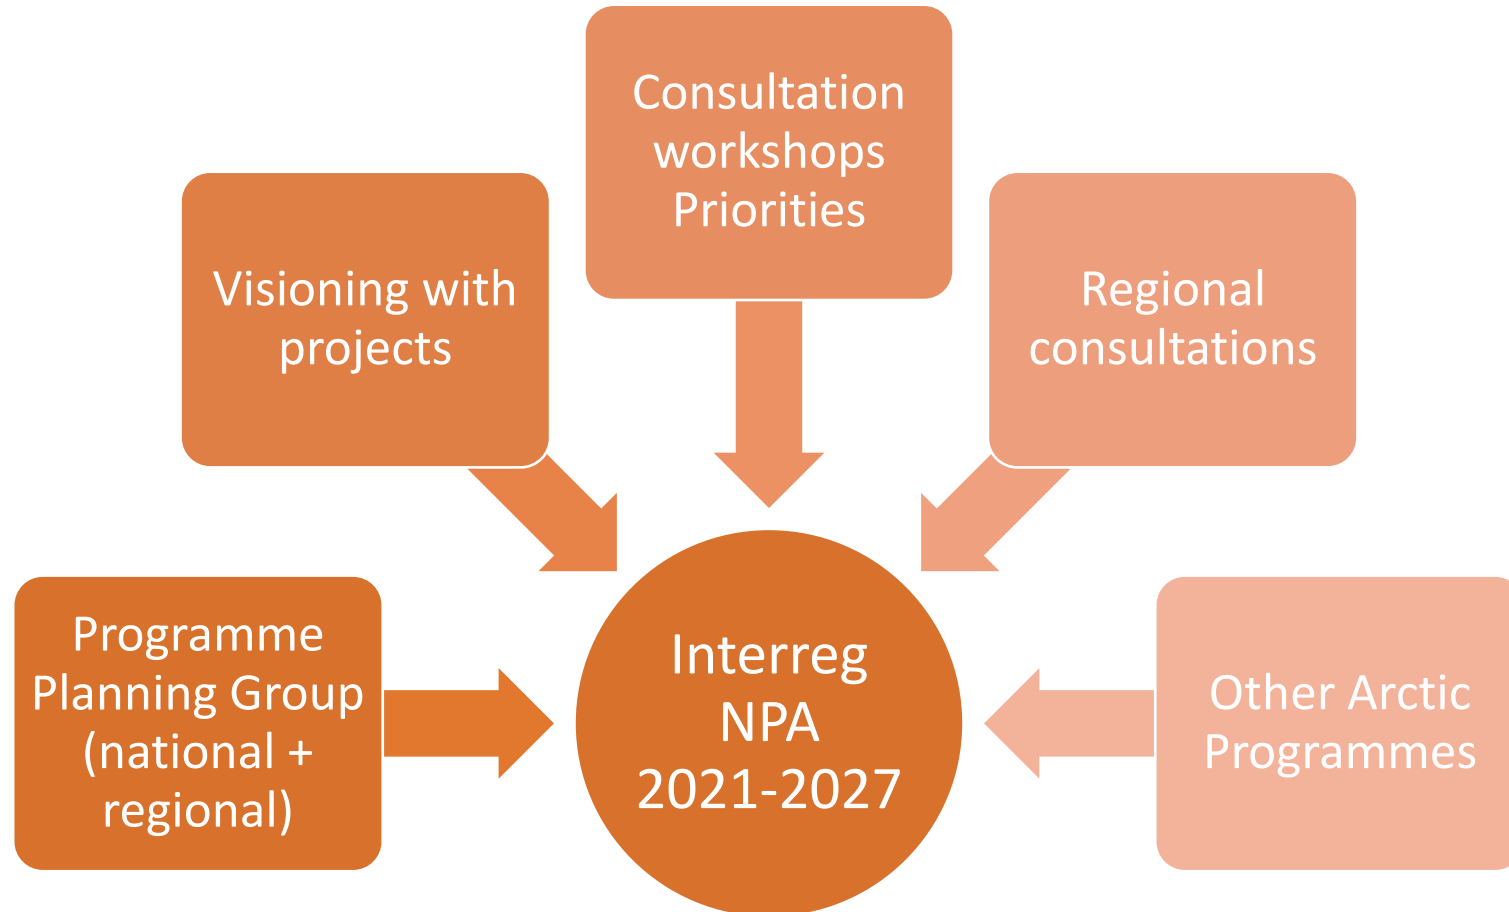 Consultation
workshops
Priorities
Visioning with
projects
Regional
consultations
Programme
Planning Group
(national +
regional)
Interreg
NPA
2021-2027
Other Arctic
Programmes